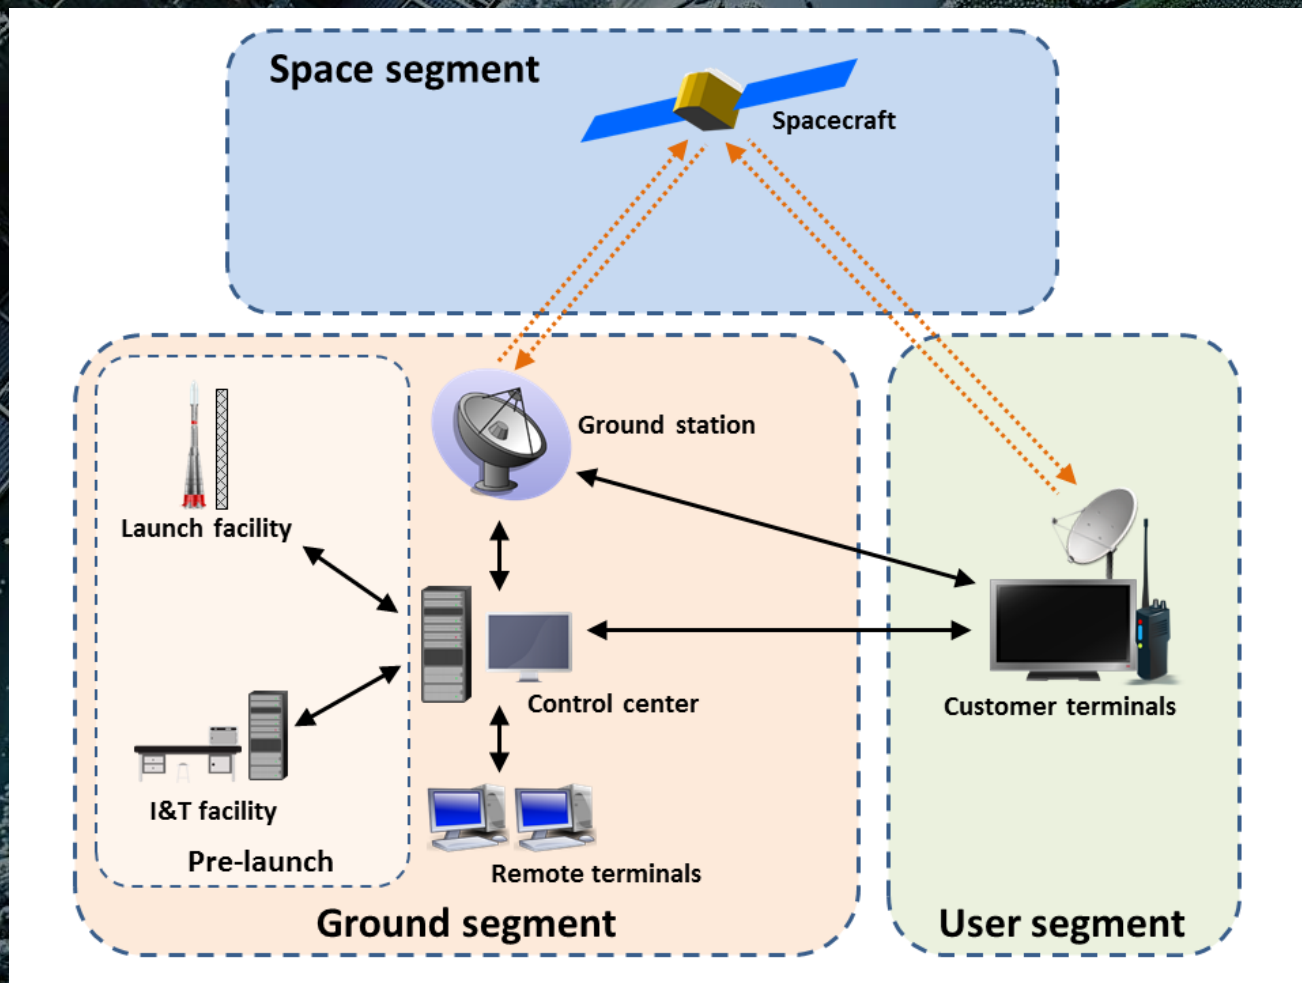 Space segment
Spacecraft
Ground station
Launch facility
Control center
Customer terminals
I&T facility
Pre-launch
Remote terminals
Ground segment
User segment